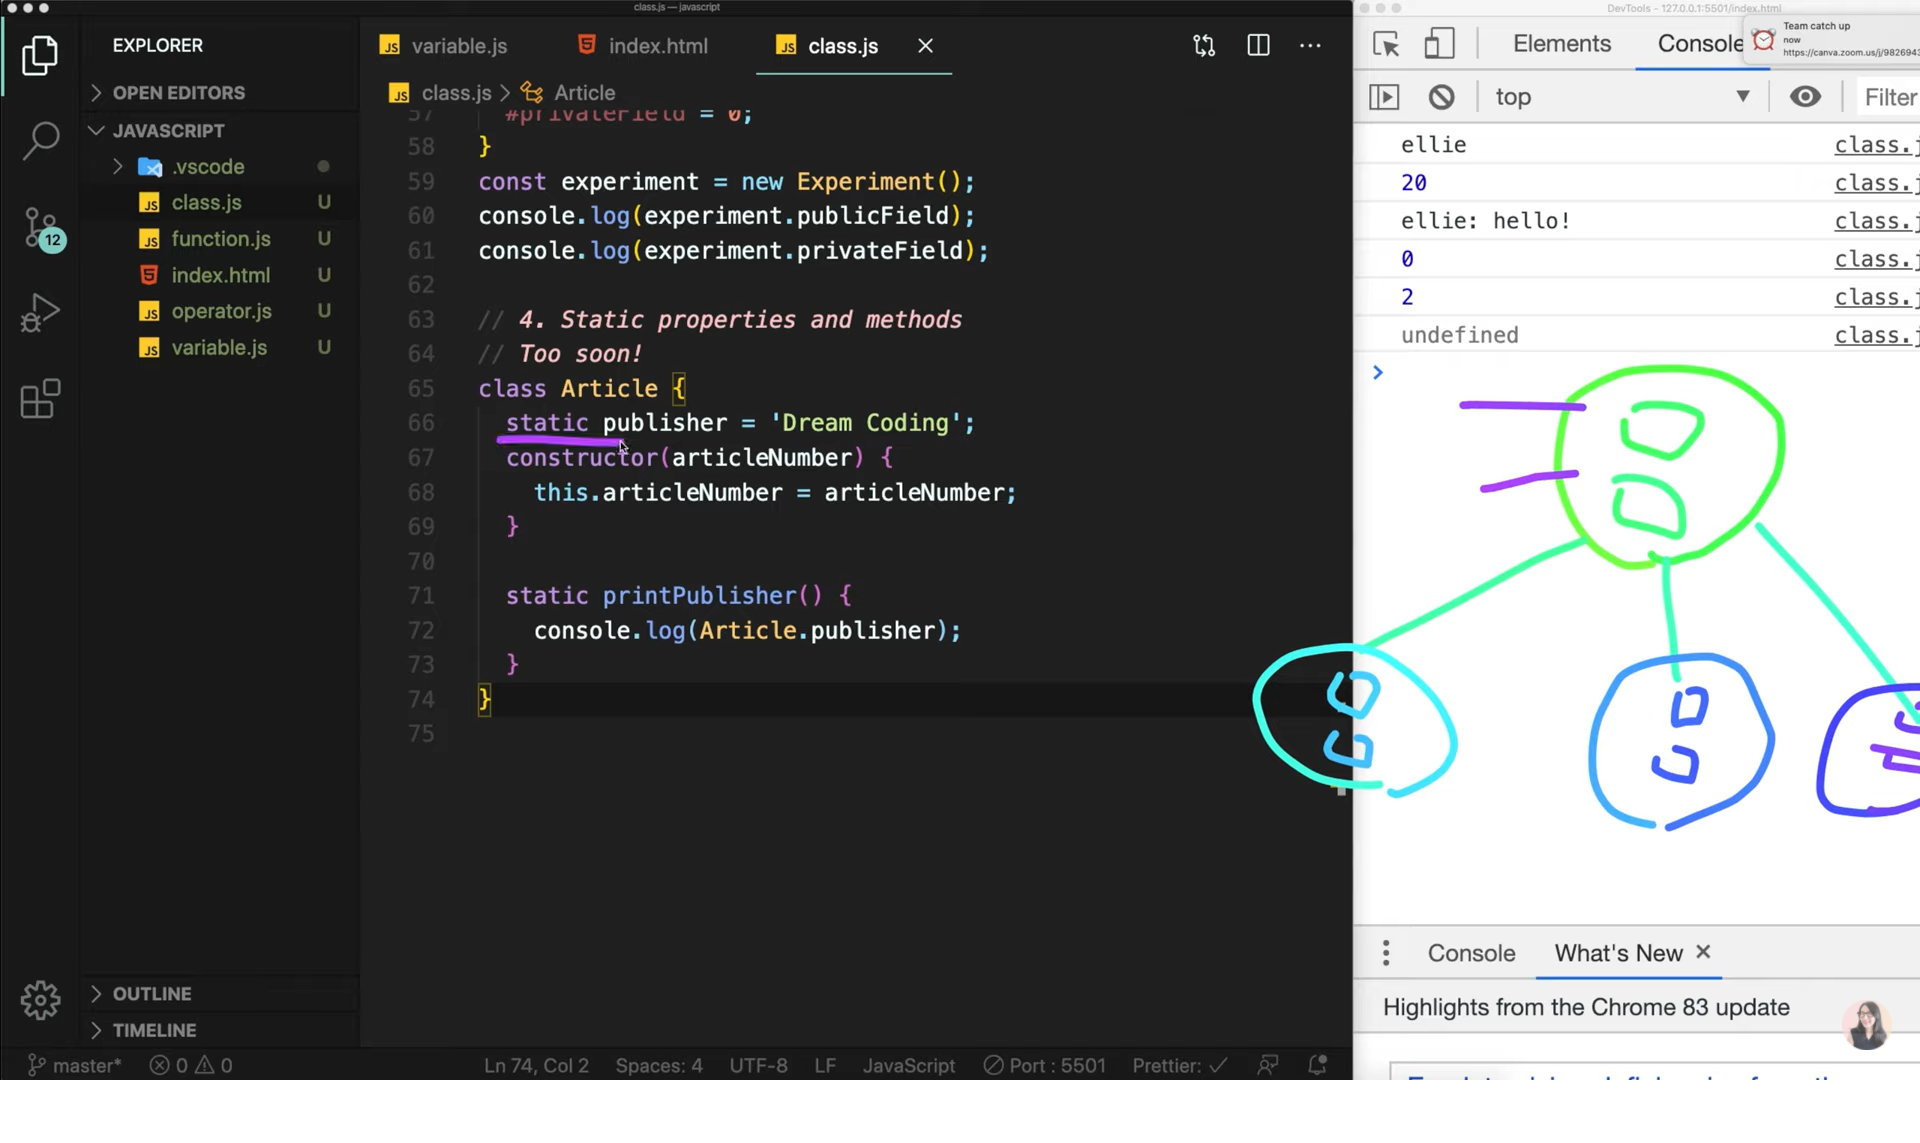 class.js — javascript
DevTools - 127.0.0.1:5501/index.html
EXPLORER
OPEN EDITORS
JAVASCRIPT
.vscode
class.js U
function.js U
index.html U
operator.js U
variable.js U
12
OUTLINE
TIMELINE
variable.js
index.html
class.js
class.js > Article
57 #privateField = 0;
58 }
59 const experiment = new Experiment();
60 console.log(experiment.publicField);
61 console.log(experiment.privateField);
62
63 // 4. Static properties and methods
64 // Too soon!
65 class Article {
66 static publisher = 'Dream Coding';
67 constructor(articleNumber) {
68 this.articleNumber = articleNumber;
69 }
70
71 static printPublisher() {
72 console.log(Article.publisher);
73 }
74 }
75
master* 0 0
Ln 74, Col 2 Spaces: 4 UTF-8 LF JavaScript Port : 5501 Prettier: ✓
Elements Console
Team catch up
now
https://canva.zoom.us/j/9826943
top Filter
ellie class.j
20 class.j
ellie: hello! class.j
0 class.j
2 class.j
undefined class.j
Console What's New
Highlights from the Chrome 83 update